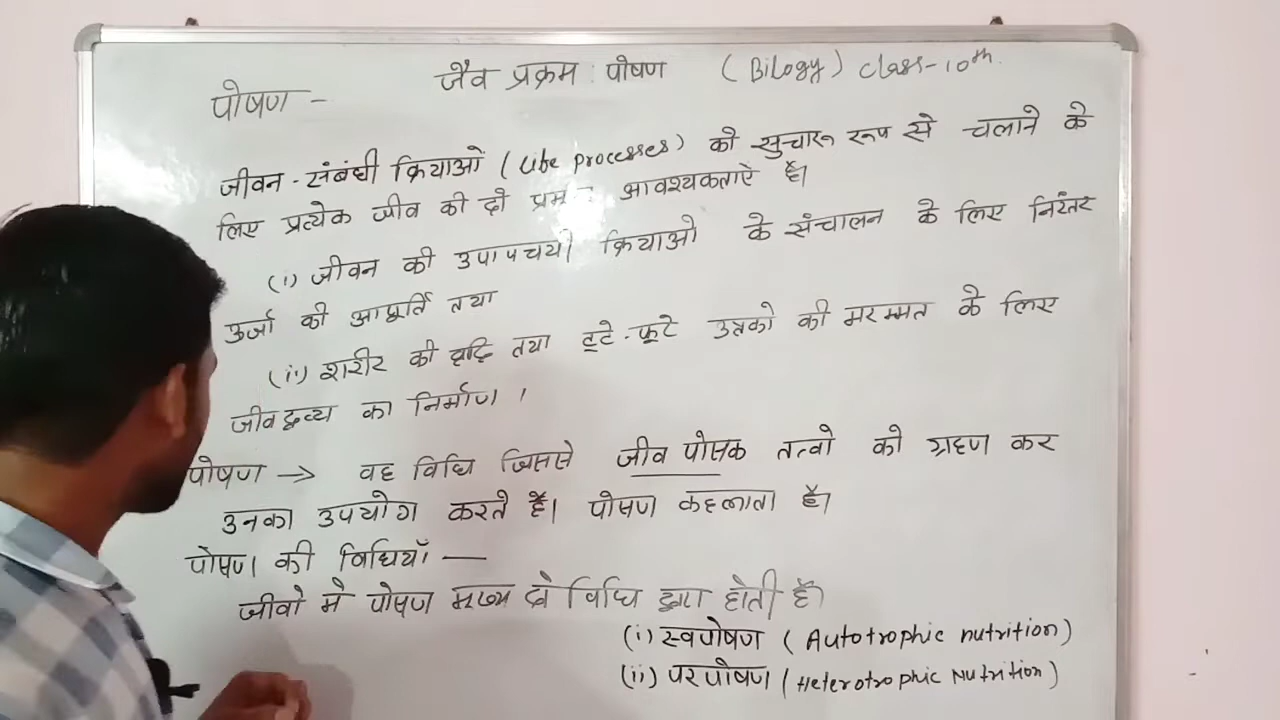 जैव प्रक्रम : पोषण (Bilogy) class-10th.
पोषण -
जीवन-संबंधी क्रियाओं (Libe processes) को सुचारू रूप से चलाने के
लिए प्रत्येक जीव की दो आवश्यकताएँ है।
(i) जीवन की उपापचयी क्रियाओ के संचालन के लिए निरंतर
ऊर्जा की आपूर्ति तथा
(ii) शरीर की वृद्धि तथा टूटे-फूटे उत्तको की मरम्मत के लिए
जीवद्रव्य का निर्माण ।
पोषण → वह विधि जिससे जीव पोसक तत्वो को ग्रहण कर
उनका उपयोग करते हैं। पोषण कहलाता है।
पोषण की विधियाँ —
जीवो मे पोषण मुख्य दो विधि द्वारा होती हैं
(i) स्वपोषण (Autotrophic nutrition)
(ii) परपोषण (Heterotrophic Nutrition)